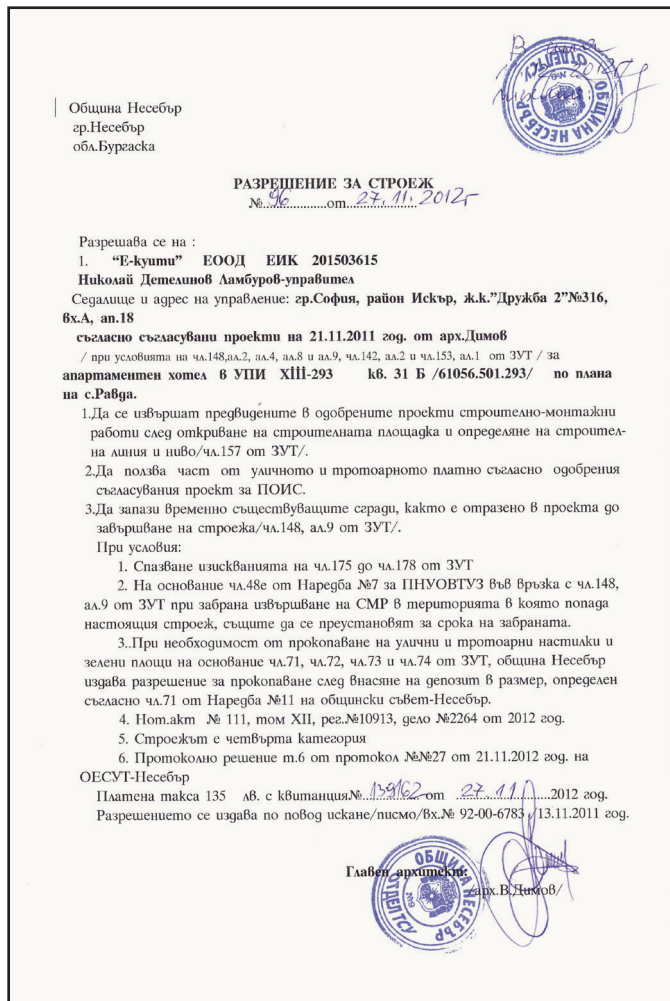 В сила
2012г
Община Несебър
гр.Несебър
обл.Бургаска
РАЗРЕШЕНИЕ ЗА СТРОЕЖ
№ 96 ............от 27.11.2012г
Разрешава се на :
1. "Е-куити" ЕООД ЕИК 201503615
Николай Детелинов Ламбуров-управител
Седалище и адрес на управление: гр.София, район Искър, ж.к."Дружба 2"№316,
вх.А, ап.18
съгласно съгласувани проекти на 21.11.2011 год. от арх.Димов
/ при условията на чл.148,ал.2, ал.4, ал.8 и ал.9, чл.142, ал.2 и чл.153, ал.1 от ЗУТ / за
апартаментен хотел в УПИ XIII-293 кв. 31 Б /61056.501.293/ по плана
на с.Равда.
1.Да се извършат предвидените в одобрените проекти строително-монтажни
работи след откриване на строителната площадка и определяне на строител-
на линия и ниво/чл.157 от ЗУТ/.
2.Да ползва част от уличното и тротоарното платно съгласно одобрения
съгласувания проект за ПОИС.
3.Да запази временно съществуващите сгради, както е отразено в проекта до
завършване на строежа/чл.148, ал.9 от ЗУТ/.
При условия:
1. Спазване изискванията на чл.175 до чл.178 от ЗУТ
2. На основание чл.48е от Наредба №7 за ПНУОВТУЗ във връзка с чл.148,
ал.9 от ЗУТ при забрана извършване на СМР в територията в която попада
настоящия строеж, същите да се преустановят за срока на забраната.
3..При необходимост от прокопаване на улични и тротоарни настилки и
зелени площи на основание чл.71, чл.72, чл.73 и чл.74 от ЗУТ, община Несебър
издава разрешение за прокопаване след внасяне на депозит в размер, определен
съгласно чл.71 от Наредба №11 на общински съвет-Несебър.
4. Нот.акт № 111, том XII, рег.№10913, дело №2264 от 2012 год.
5. Строежът е четвърта категория
6. Протоколно решение т.6 от протокол №№27 от 21.11.2012 год. на
ОЕСУТ-Несебър
Платена такса 135 лв. с квитанция№ 139162 от 27.11 2012 год.
Разрешението се издава по повод искане/писмо/вх.№ 92-00-6783 /13.11.2011 год.
Главен архитект:
/арх.В.Димов/
ОБЩИНА НЕСЕБЪР
ОТДЕЛ ТСУ
ОБЩИНА НЕСЕБЪР
ОТДЕЛ ТСУ